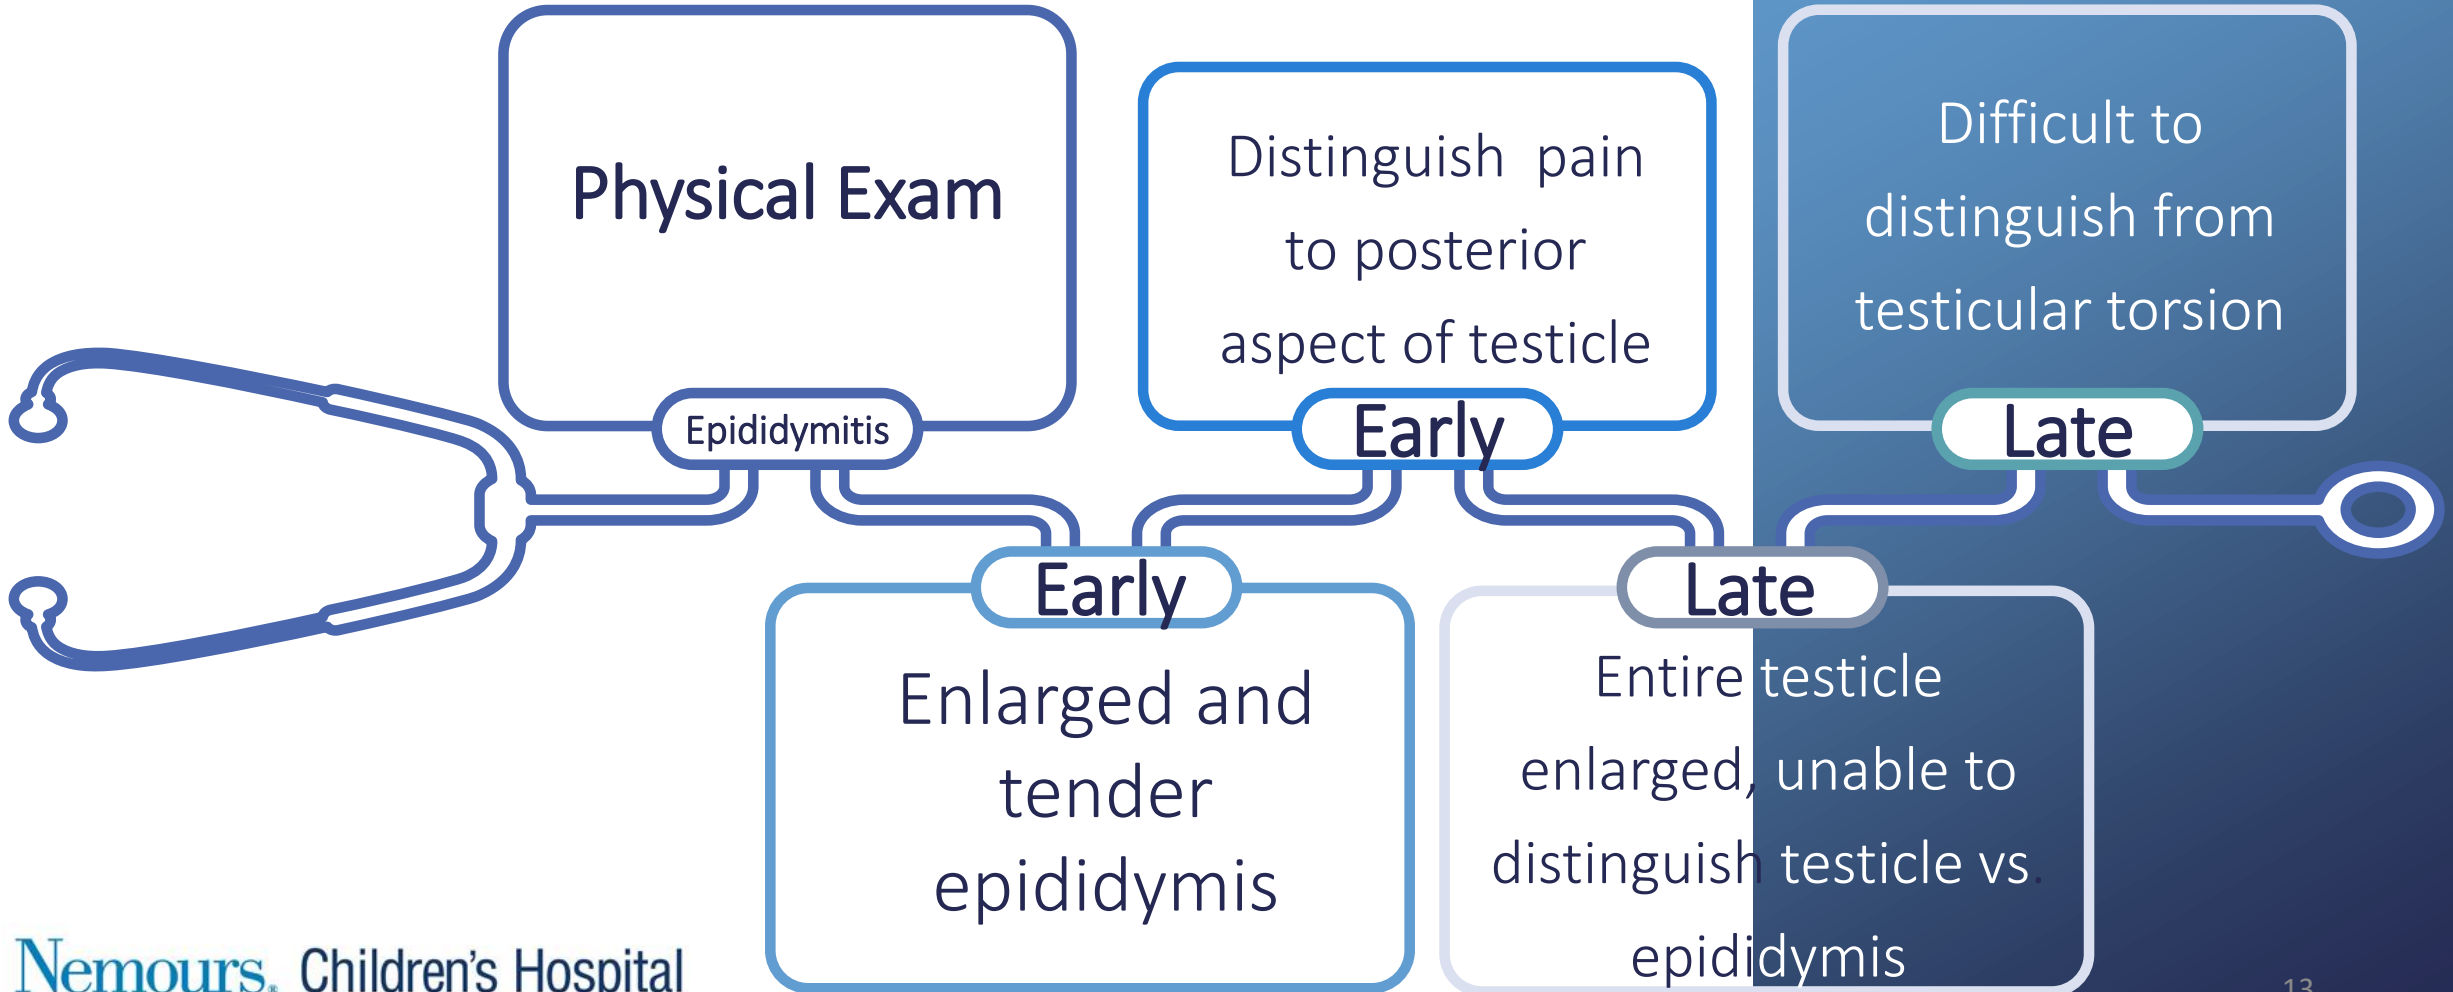 Physical Exam
Epididymitis
Early
Enlarged and
tender
epididymis
Distinguish pain
to posterior
aspect of testicle
Early
Late
Entire testicle
enlarged, unable to
distinguish testicle vs.
epididymis
Difficult to
distinguish from
testicular torsion
Late
Nemours. Children's Hospital
13